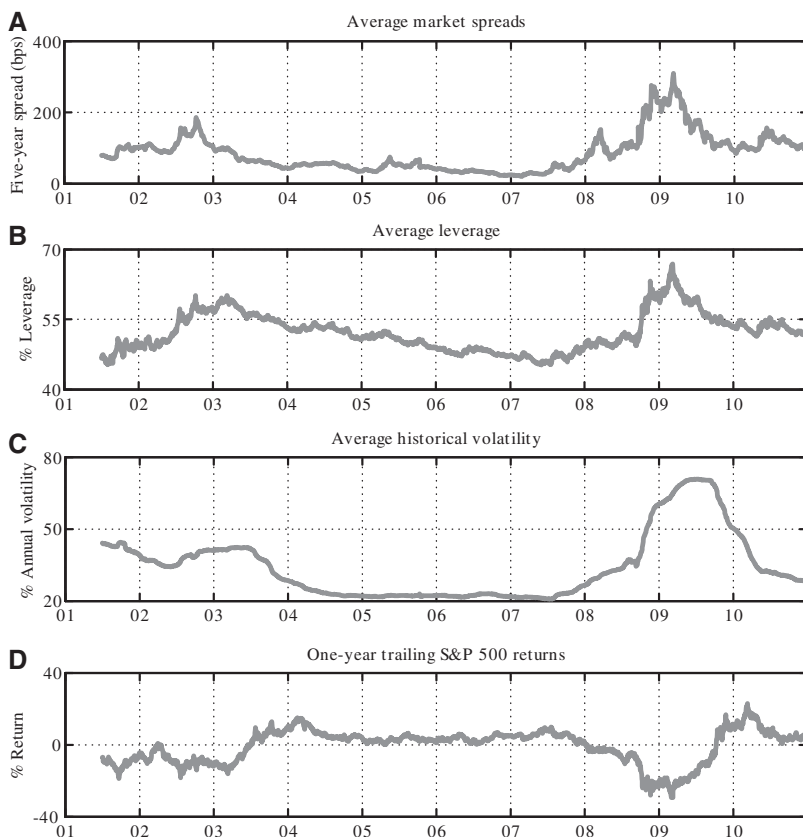 A
Average market spreads
Five-year spread (bps)
400
200
0
01 02 03 04 05 06 07 08 09 10
B
Average leverage
% Leverage
70
55
40
01 02 03 04 05 06 07 08 09 10
C
Average historical volatility
% Annual volatility
80
50
20
01 02 03 04 05 06 07 08 09 10
D
One-year trailing S&P 500 returns
% Return
40
0
-40
01 02 03 04 05 06 07 08 09 10